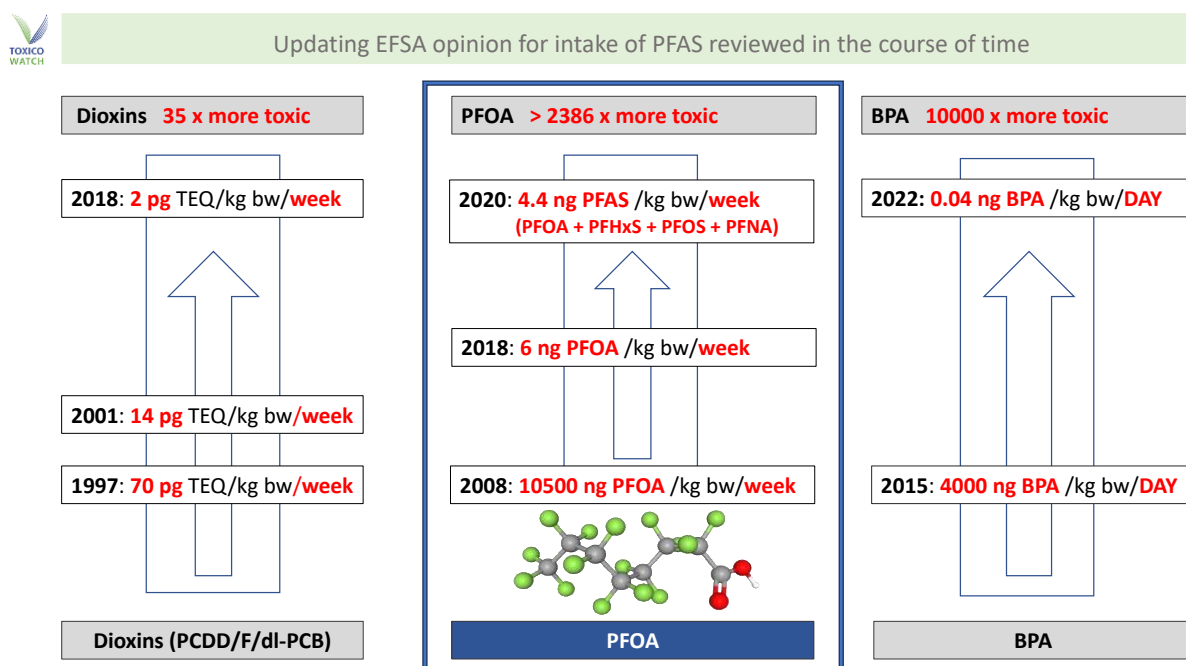 TOXICO
WATCH
Updating EFSA opinion for intake of PFAS reviewed in the course of time
Dioxins 35 x more toxic
2018: 2 pg TEQ/kg bw/week
2001: 14 pg TEQ/kg bw/week
1997: 70 pg TEQ/kg bw/week
Dioxins (PCDD/F/dl-PCB)
PFOA > 2386 x more toxic
2020: 4.4 ng PFAS /kg bw/week
(PFOA + PFHxS + PFOS + PFNA)
2018: 6 ng PFOA /kg bw/week
2008: 10500 ng PFOA /kg bw/week
PFOA
BPA 10000 x more toxic
2022: 0.04 ng BPA /kg bw/DAY
2015: 4000 ng BPA /kg bw/DAY
BPA